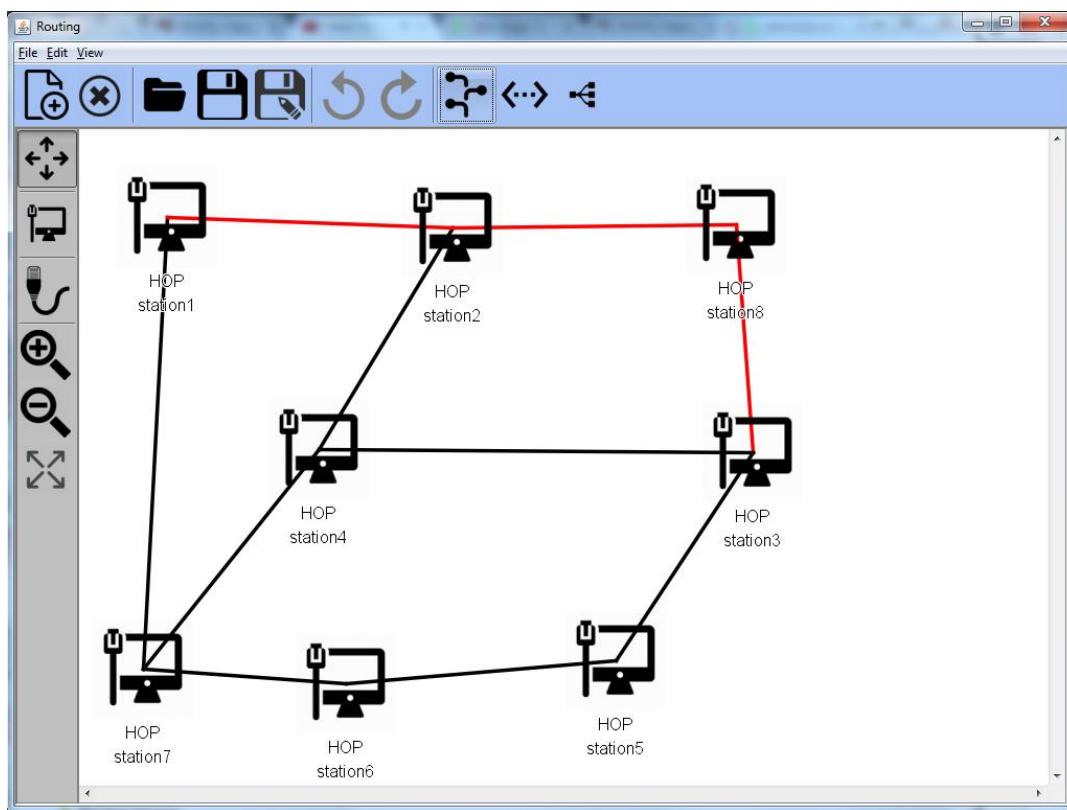 Routing
File Edit View
HOP
station1
HOP
station2
HOP
station8
HOP
station4
HOP
station3
HOP
station7
HOP
station6
HOP
station5